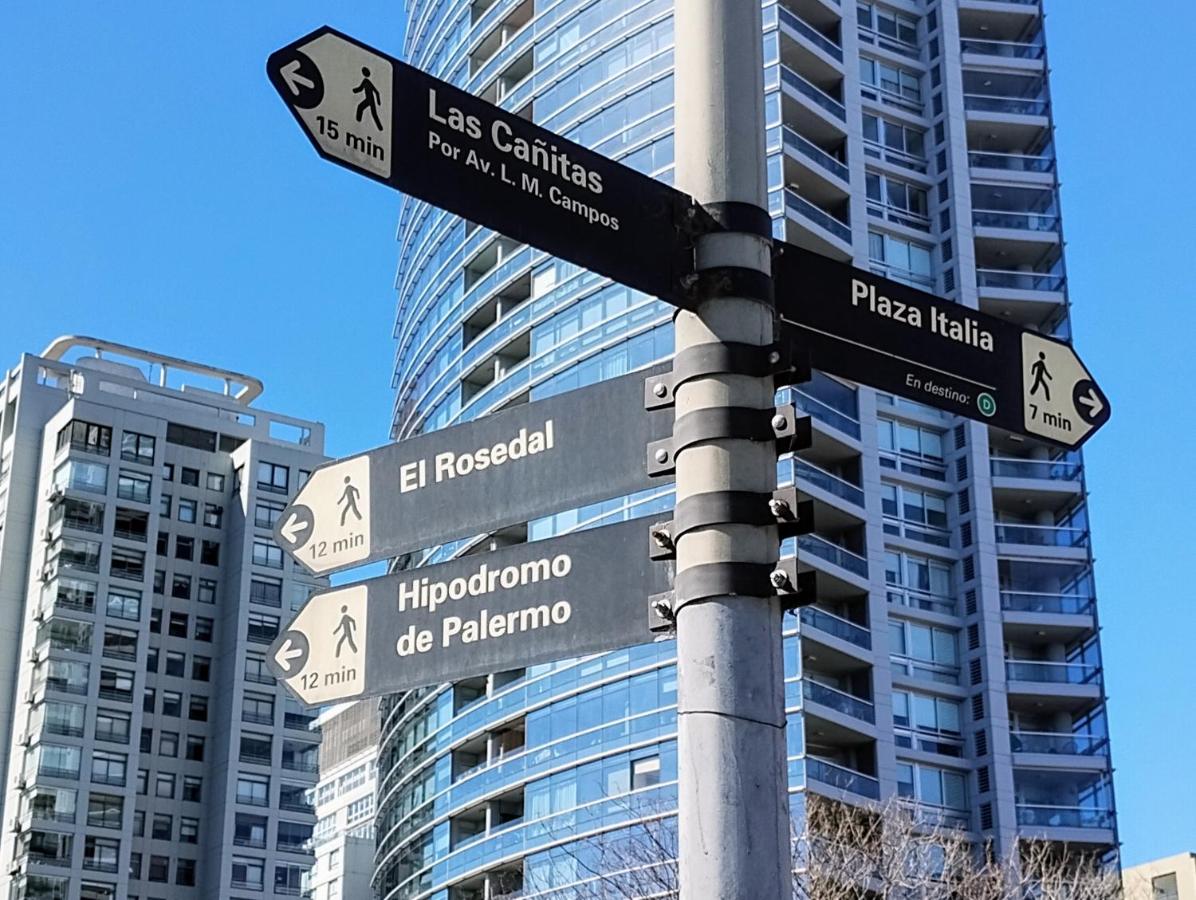 Las Cañitas
Por Av. L. M. Campos
15 min
Plaza Italia
En destino: D
7 min
El Rosedal
12 min
Hipodromo
de Palermo
12 min